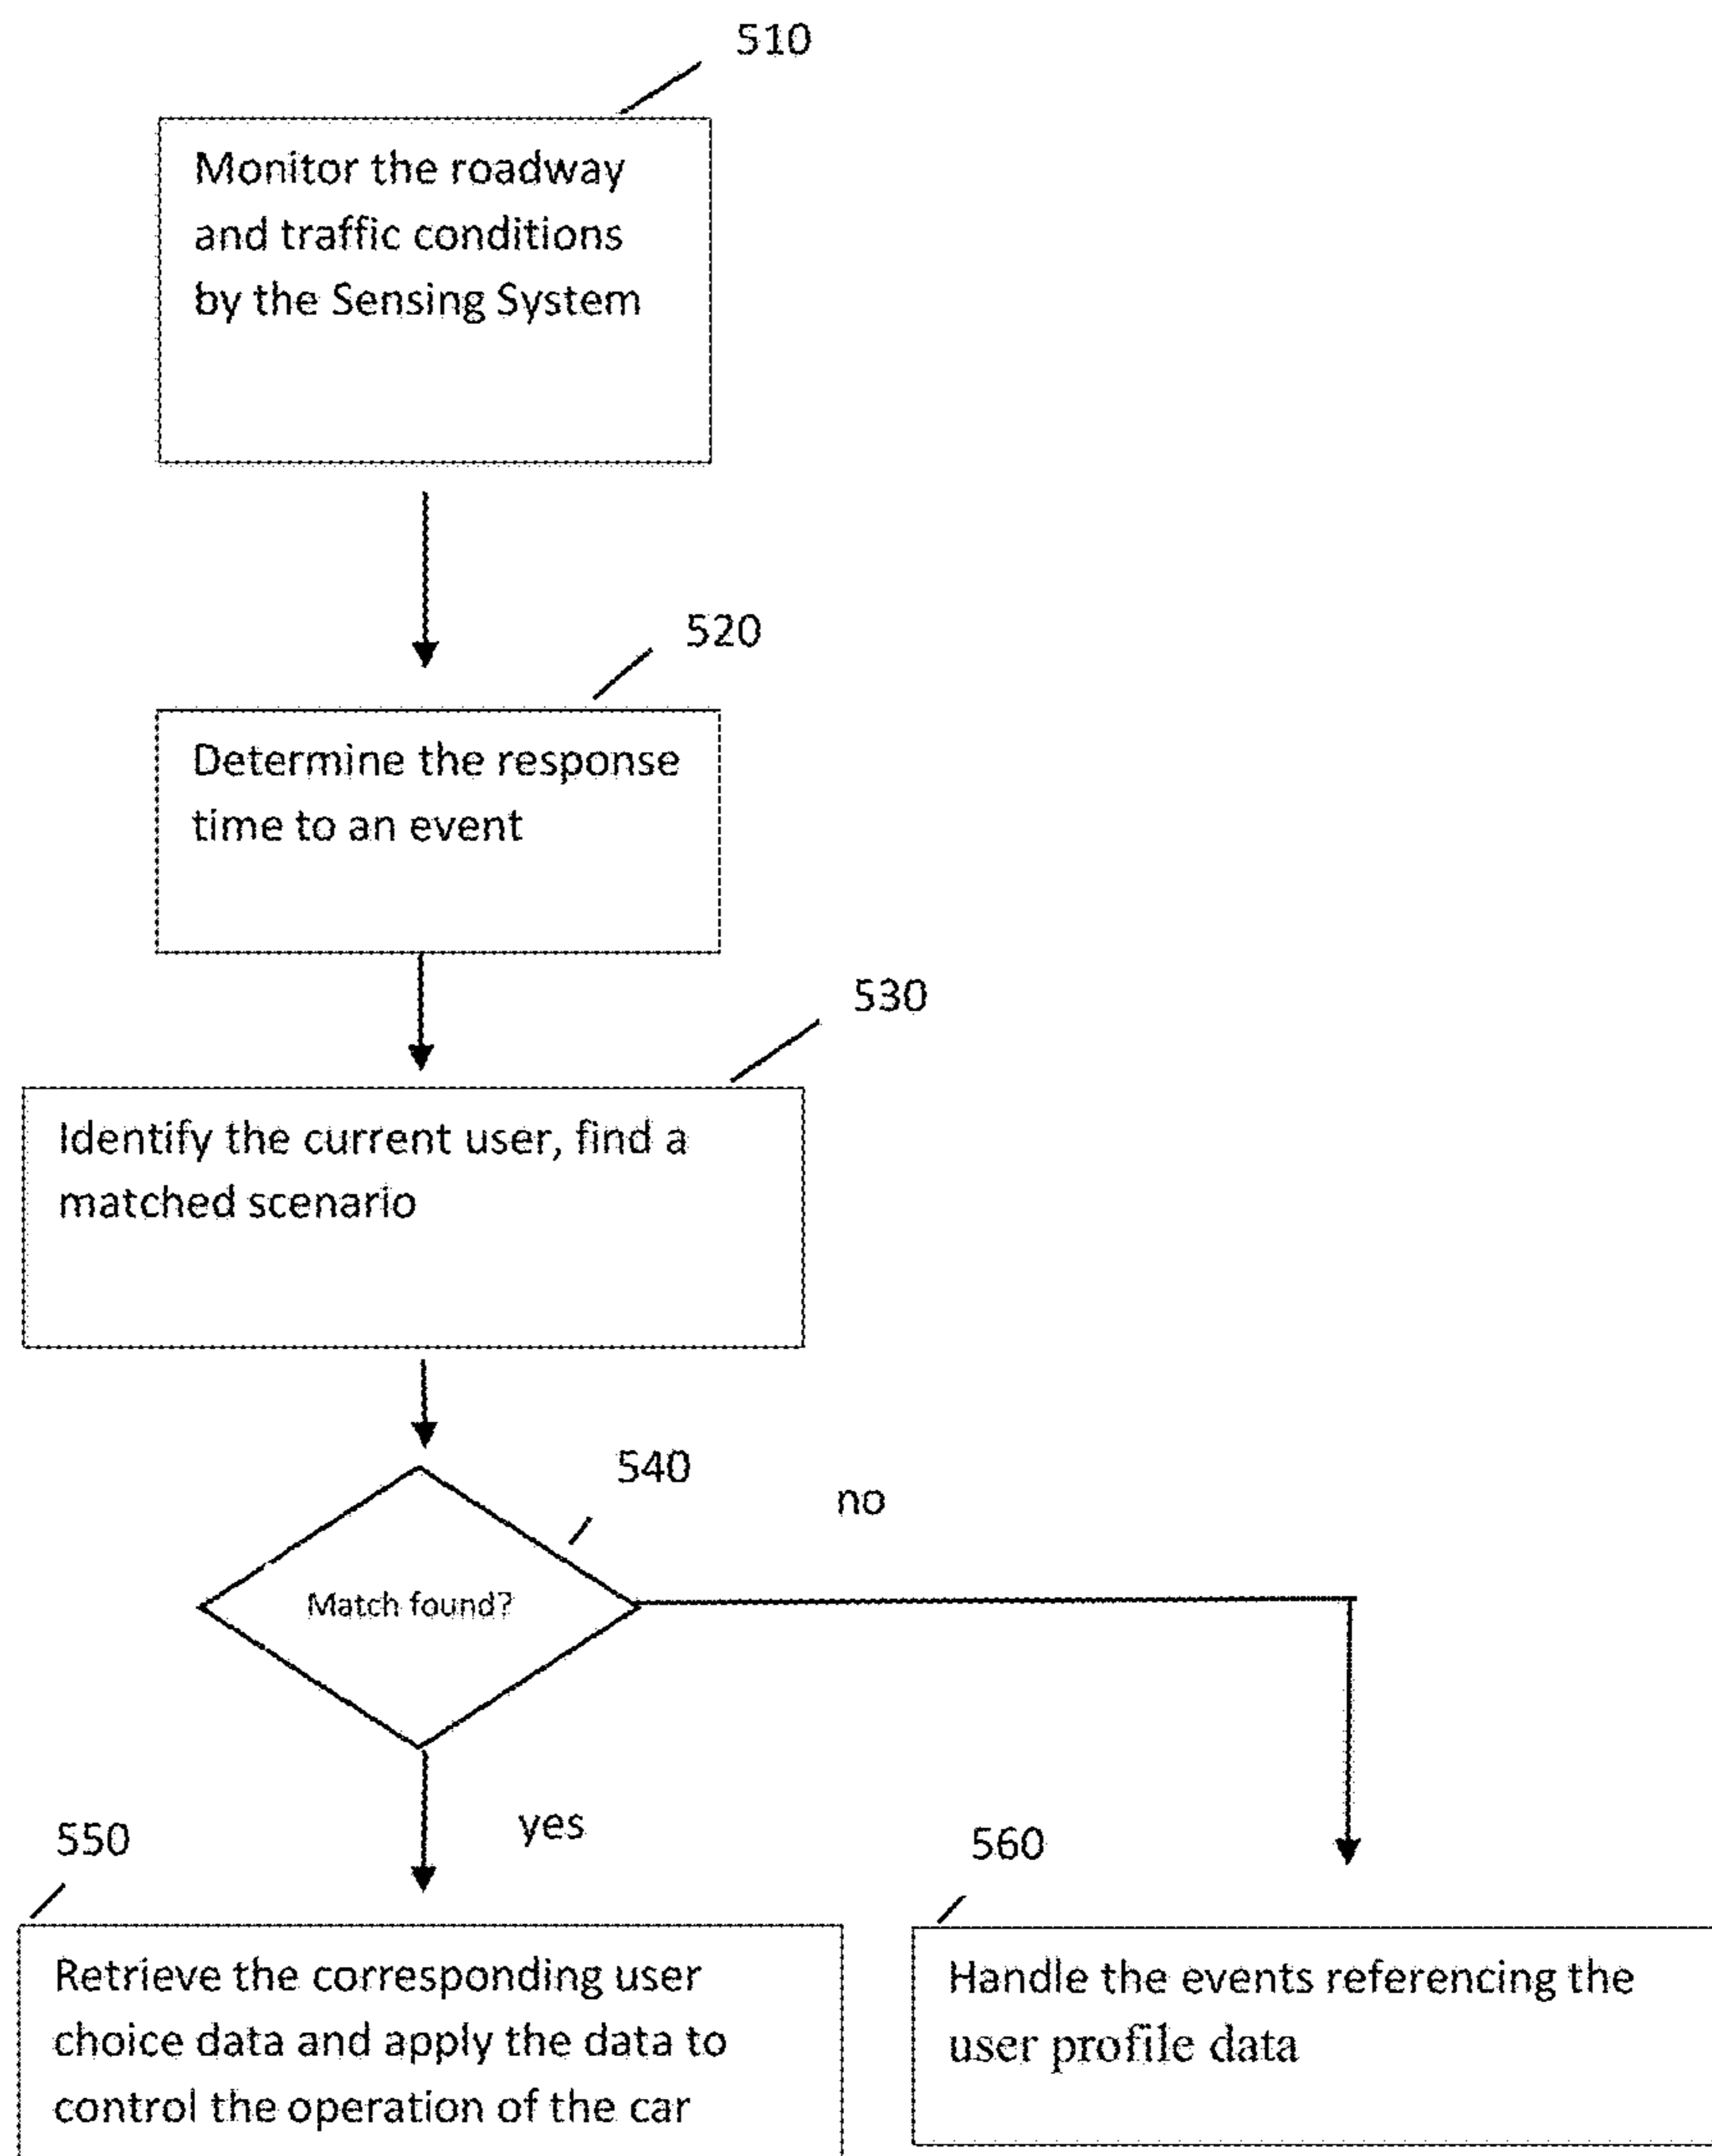 510
Monitor the roadway
and traffic conditions
by the Sensing System
520
Determine the response
time to an event
530
Identify the current user, find a
matched scenario
540
no
Match found?
yes
550
560
Retrieve the corresponding user
choice data and apply the data to
control the operation of the car
Handle the events referencing the
user profile data